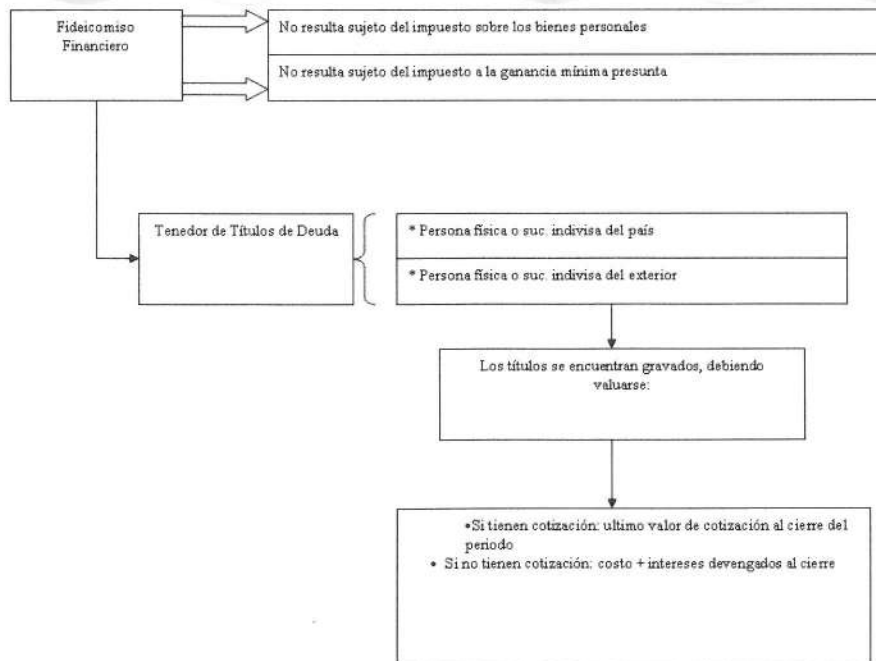 Fideicomiso
Financiero
No resulta sujeto del impuesto sobre los bienes personales
No resulta sujeto del impuesto a la ganancia mínima presunta
Tenedor de Títulos de Deuda
* Persona física o suc. indivisa del país
* Persona física o suc. indivisa del exterior
Los títulos se encuentran gravados, debiendo
valuarse:
•Si tienen cotización: ultimo valor de cotización al cierre del
periodo
• Si no tienen cotización: costo + intereses devengados al cierre